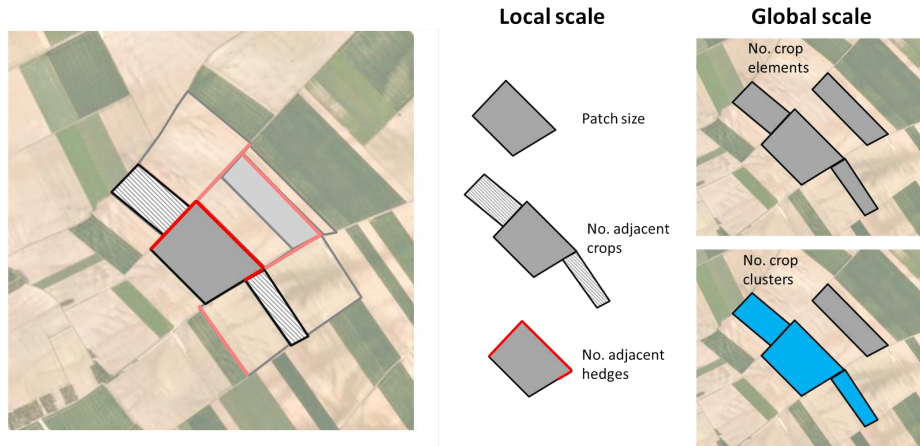 Local scale
Global scale
No. crop
elements
Patch size
No. adjacent
crops
No. crop
clusters
No. adjacent
hedges